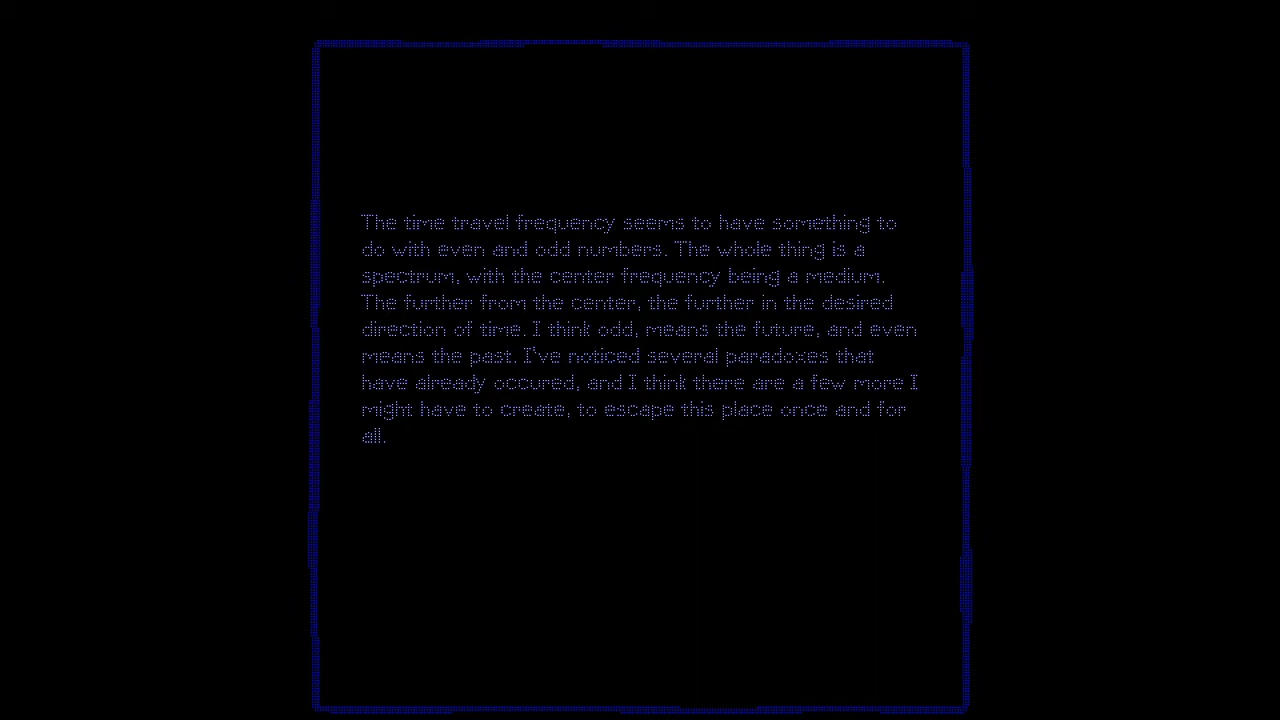 The time travel frequency seems to have something to
do with even and odd numbers. The whole thing is a
spectrum, with the center frequency being a medium.
The further from the center, the further in the desired
direction of time. I think odd, means the future, and even
means the past. I've noticed several paradoxes that
have already occured, and I think there are a few more I
might have to create, to escape this place once and for
all.